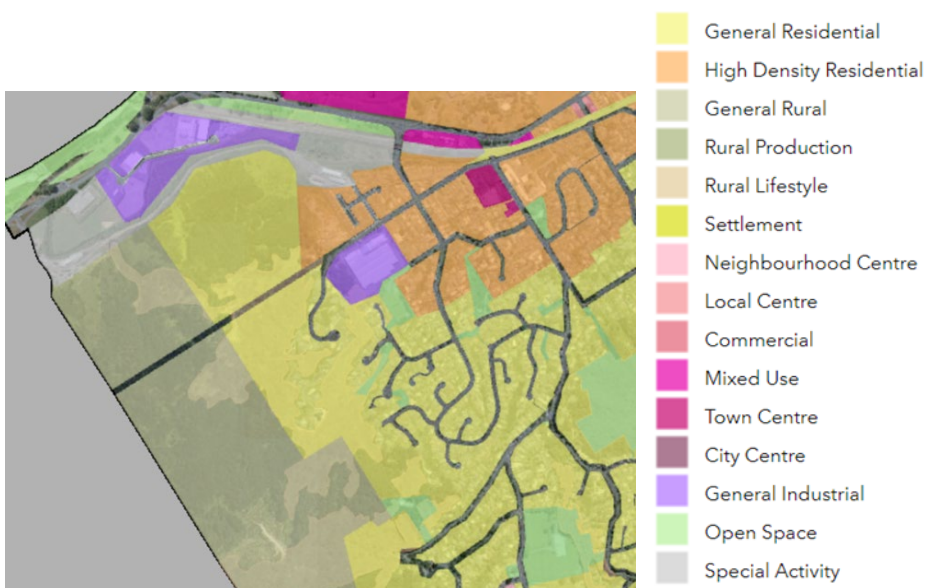 General Residential
High Density Residential
General Rural
Rural Production
Rural Lifestyle
Settlement
Neighbourhood Centre
Local Centre
Commercial
Mixed Use
Town Centre
City Centre
General Industrial
Open Space
Special Activity